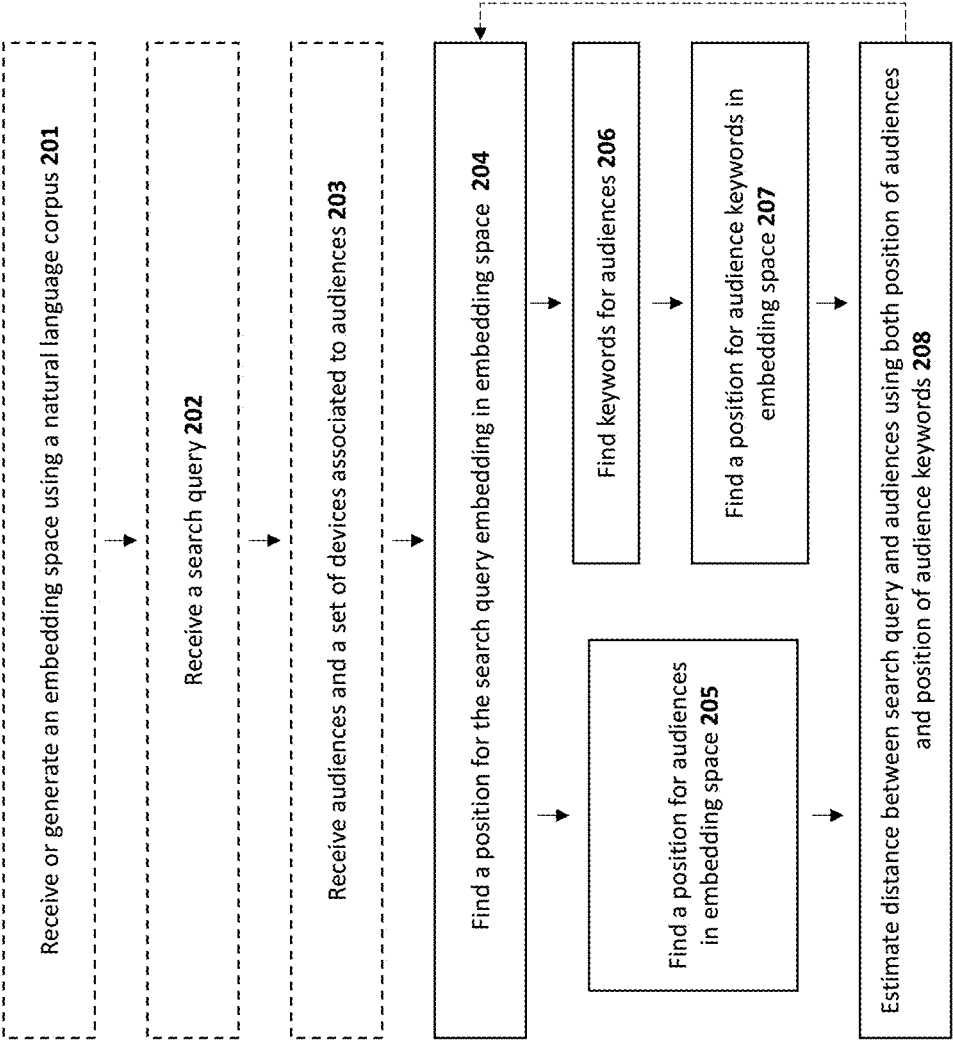 Receive or generate an embedding space using a natural language corpus 201
Receive a search query 202
Receive audiences and a set of devices associated to audiences 203
Find a position for the search query embedding in embedding space 204
Find a position for audiences
in embedding space 205
Find keywords for audiences 206
Find a position for audience keywords in
embedding space 207
Estimate distance between search query and audiences using both position of audiences
and position of audience keywords 208